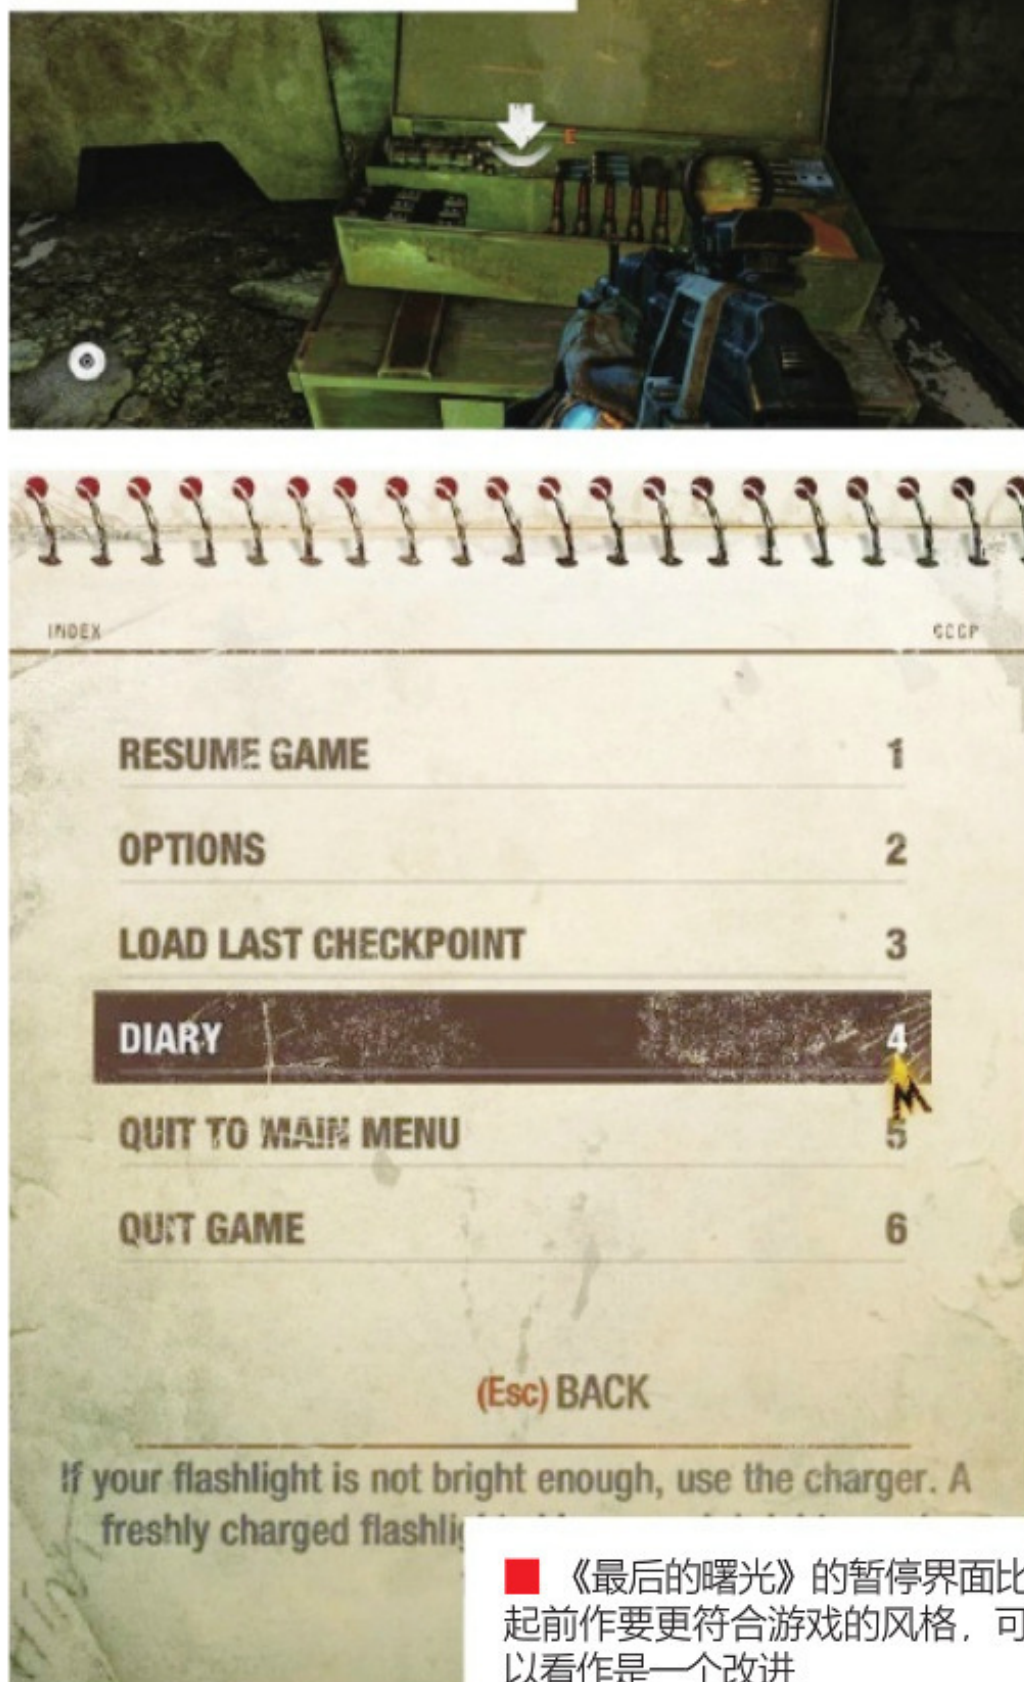 E
INDEX CCCP
RESUME GAME 1
OPTIONS 2
LOAD LAST CHECKPOINT 3
DIARY 4
QUIT TO MAIN MENU 5
QUIT GAME 6
(Esc) BACK
If your flashlight is not bright enough, use the charger. A
freshly charged
《最后的曙光》的暂停界面比
起前作要更符合游戏的风格，可
以看作是一个改进